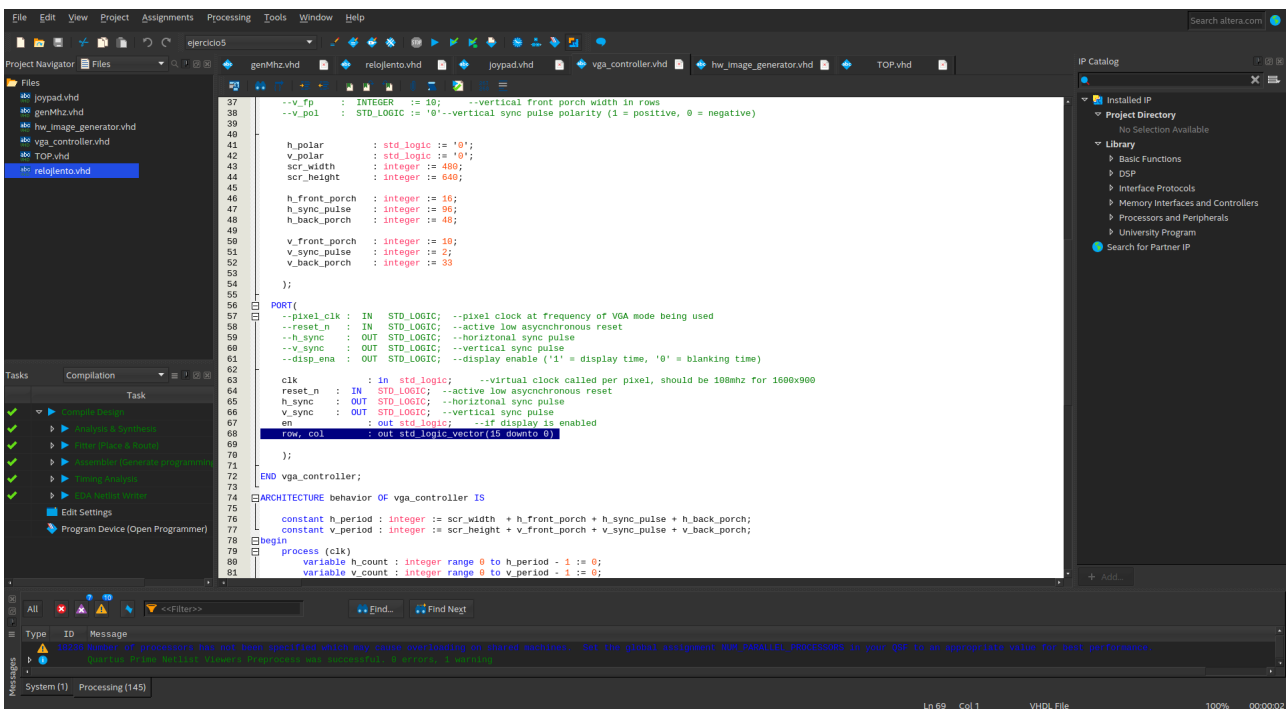 File Edit View Project Assignments Processing Tools Window Help
Search altera.com
ejercicio5
Project Navigator Files
genMhz.vhd relojlento.vhd joypad.vhd vga_controller.vhd hw_image_generator.vhd TOP.vhd
IP Catalog
Files
abc joypad.vhd
abc genMhz.vhd
abc hw_image_generator.vhd
abc vga_controller.vhd
abc TOP.vhd
abc relojlento.vhd
37 --v_fp : INTEGER := 10; --vertical front porch width in rows
38 --v_pol : STD_LOGIC := '0'--vertical sync pulse polarity (1 = positive, 0 = negative)
39
40
41 h_polar : std_logic := '0';
42 v_polar : std_logic := '0';
43 scr_width : integer := 480;
44 scr_height : integer := 640;
45
46 h_front_porch : integer := 16;
47 h_sync_pulse : integer := 96;
48 h_back_porch : integer := 48;
49
50 v_front_porch : integer := 10;
51 v_sync_pulse : integer := 2;
52 v_back_porch : integer := 33
53
54 );
55
56 PORT(
57 --pixel_clk : IN STD_LOGIC; --pixel clock at frequency of VGA mode being used
58 --reset_n : IN STD_LOGIC; --active low asycnchronous reset
59 --h_sync : OUT STD_LOGIC; --horiztonal sync pulse
60 --v_sync : OUT STD_LOGIC; --vertical sync pulse
61 --disp_ena : OUT STD_LOGIC; --display enable ('1' = display time, '0' = blanking time)
62
63 clk : in std_logic; --virtual clock called per pixel, should be 108mhz for 1600x900
64 reset_n : IN STD_LOGIC; --active low asycnchronous reset
65 h_sync : OUT STD_LOGIC; --horiztonal sync pulse
66 v_sync : OUT STD_LOGIC; --vertical sync pulse
67 en : out std_logic; --if display is enabled
68 row, col : out std_logic_vector(15 downto 0)
69
70 );
71
72 END vga_controller;
73
74 ARCHITECTURE behavior OF vga_controller IS
75
76 constant h_period : integer := scr_width + h_front_porch + h_sync_pulse + h_back_porch;
77 constant v_period : integer := scr_height + v_front_porch + v_sync_pulse + v_back_porch;
78 begin
79 process (clk)
80 variable h_count : integer range 0 to h_period - 1 := 0;
81 variable v_count : integer range 0 to v_period - 1 := 0;
Installed IP
Project Directory
No Selection Available
Library
Basic Functions
DSP
Interface Protocols
Memory Interfaces and Controllers
Processors and Peripherals
University Program
Search for Partner IP
+ Add...
Tasks Compilation
Task
Compile Design
Analysis & Synthesis
Fitter (Place & Route)
Assembler (Generate programming
Timing Analysis
EDA Netlist Writer
Edit Settings
Program Device (Open Programmer)
All 7 10 <<Filter>> Find... Find Next
Type ID Message
Quartus Prime Netlist Viewers Preprocess was successful. 0 errors, 1 warning
Messages
System (1) Processing (145)
Ln 69 Col 1 VHDL File 100% 00:00:02